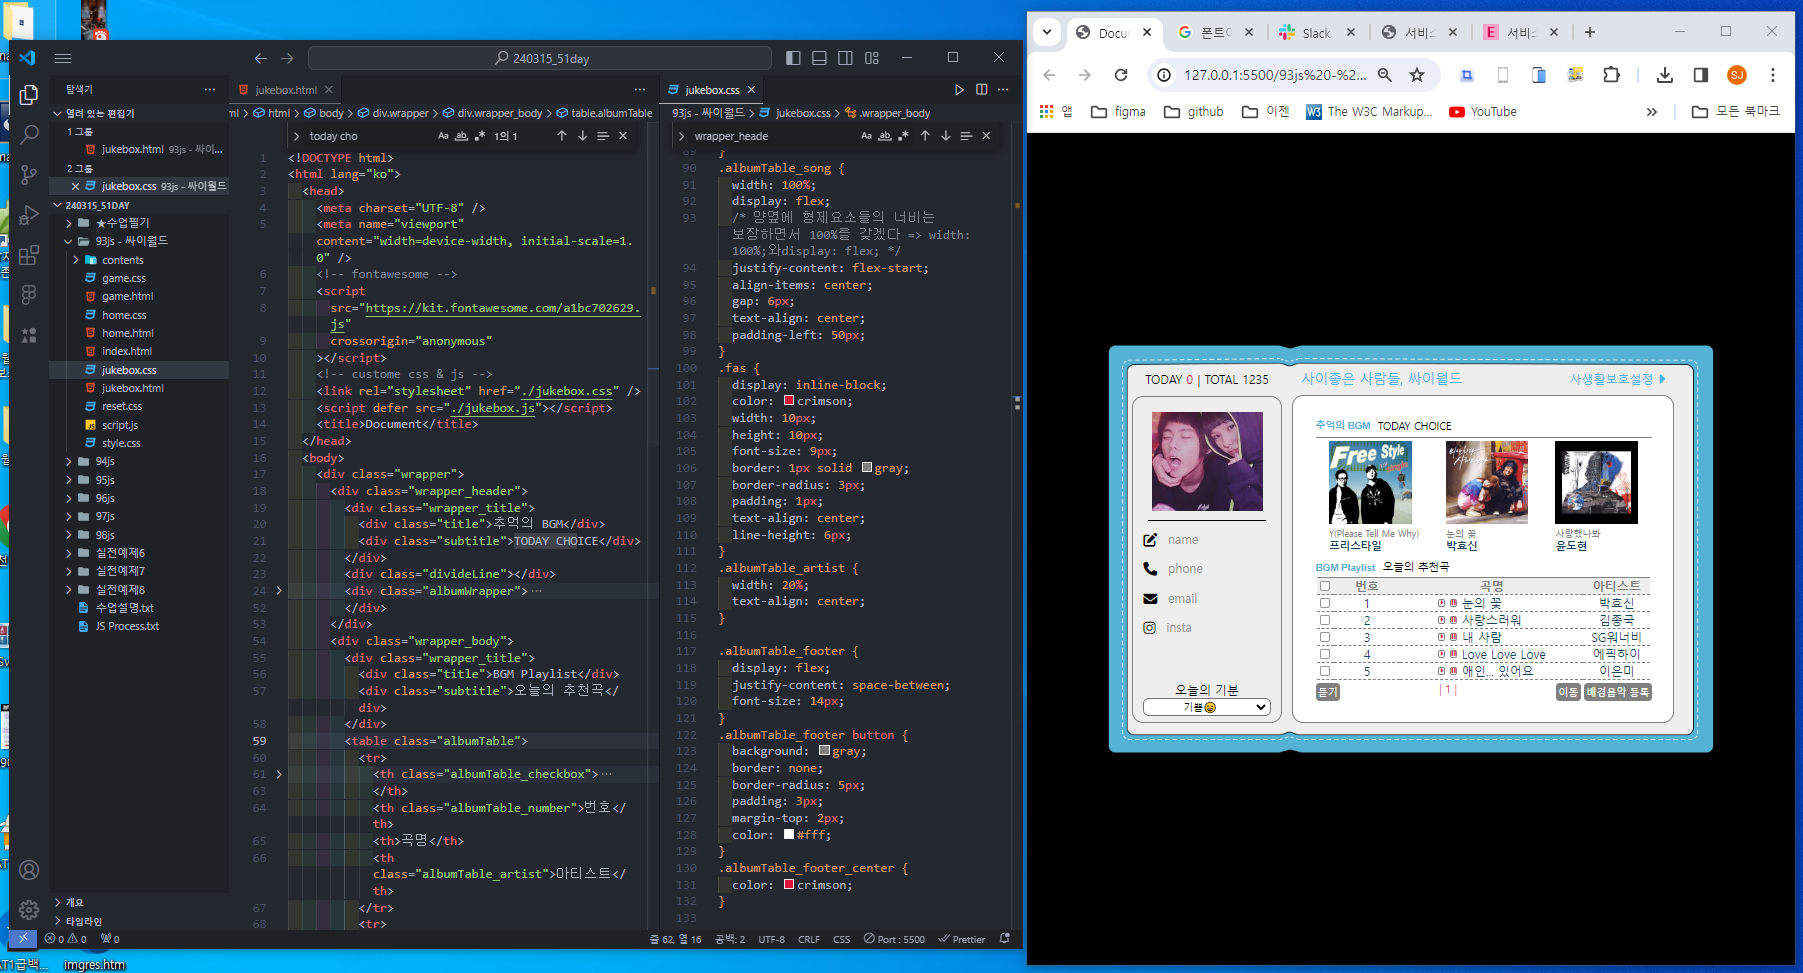 240315_51day
탐색기
열려 있는 편집기
1 그룹
jukebox.html 93js - 싸이...
2 그룹
jukebox.css 93js - 싸이월드
240315_51DAY
★수업필기
93js - 싸이월드
contents
game.css
game.html
home.css
home.html
index.html
jukebox.css
jukebox.html
reset.css
script.js
style.css
94js
95js
96js
97js
98js
실전예제6
실전예제7
실전예제8
수업설명.txt
JS Process.txt
개요
타임라인
jukebox.html
html > body > div.wrapper > div.wrapper_body > table.albumTable
today cho
1의 1
1 <!DOCTYPE html>
2 <html lang="ko">
3 <head>
4 <meta charset="UTF-8" />
5 <meta name="viewport"
content="width=device-width, initial-scale=1.
0" />
6 <!-- fontawesome -->
7 <script
8 src="https://kit.fontawesome.com/a1bc702629.
js"
9 crossorigin="anonymous"
10 ></script>
11 <!-- custome css & js -->
12 <link rel="stylesheet" href="./jukebox.css" />
13 <script defer src="./jukebox.js"></script>
14 <title>Document</title>
15 </head>
16 <body>
17 <div class="wrapper">
18 <div class="wrapper_header">
19 <div class="wrapper_title">
20 <div class="title">추억의 BGM</div>
21 <div class="subtitle">TODAY CHOICE</div>
22 </div>
23 <div class="divideLine"></div>
24 <div class="albumWrapper">…
52 </div>
53 </div>
54 <div class="wrapper_body">
55 <div class="wrapper_title">
56 <div class="title">BGM Playlist</div>
57 <div class="subtitle">오늘의 추천곡</
div>
58 </div>
59 <table class="albumTable">
60 <tr>
61 <th class="albumTable_checkbox">…
63 </th>
64 <th class="albumTable_number">번호</
th>
65 <th>곡명</th>
66 <th
class="albumTable_artist">아티스트</
th>
67 </tr>
68 <tr>
jukebox.css
93js - 싸이월드 > jukebox.css > .wrapper_body
wrapper_heade
89 }
90 .albumTable_song {
91 width: 100%;
92 display: flex;
93 /* 양옆에 형제요소들의 너비는
보장하면서 100%를 갖겠다 => width:
100%;와display: flex; */
94 justify-content: flex-start;
95 align-items: center;
96 gap: 6px;
97 text-align: center;
98 padding-left: 50px;
99 }
100 .fas {
101 display: inline-block;
102 color: crimson;
103 width: 10px;
104 height: 10px;
105 font-size: 9px;
106 border: 1px solid gray;
107 border-radius: 3px;
108 padding: 1px;
109 text-align: center;
110 line-height: 6px;
111 }
112 .albumTable_artist {
113 width: 20%;
114 text-align: center;
115 }
116
117 .albumTable_footer {
118 display: flex;
119 justify-content: space-between;
120 font-size: 14px;
121 }
122 .albumTable_footer button {
123 background: gray;
124 border: none;
125 border-radius: 5px;
126 padding: 3px;
127 margin-top: 2px;
128 color: #fff;
129 }
130 .albumTable_footer_center {
131 color: crimson;
132 }
133
0 0 0
줄 62, 열 16 공백: 2 UTF-8 CRLF CSS Port : 5500 Prettier
imgres.htm
Slack
127.0.0.1:5500/93js%20-%2...
SJ
앱 figma github 이젠 The W3C Markup... YouTube 모든 북마크
TODAY 0 | TOTAL 1235
사이좋은 사람들, 싸이월드
사생활보호설정
name
phone
email
insta
오늘의 기분
기쁨😄
추억의 BGM TODAY CHOICE
Free Style
Y(Please Tell Me Why)
프리스타일
눈의 꽃
박효신
사랑했나봐
윤도현
BGM Playlist 오늘의 추천곡
번호 곡명 아티스트
1 눈의 꽃 박효신
2 사랑스러워 김종국
3 내 사람 SG워너비
4 Love Love Love 에픽하이
5 애인... 있어요 이은미
듣기 | 1 | 이동 배경음악 등록